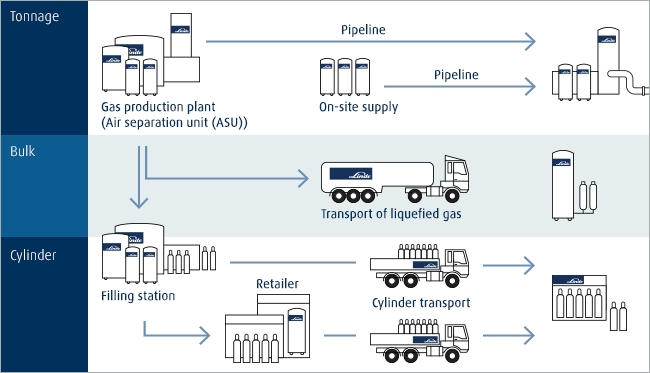 Tonnage
Pipeline
Pipeline
Gas production plant
(Air separation unit (ASU))
On-site supply
Bulk
Linde
Transport of liquefied gas
Cylinder
Filling station
Retailer
Cylinder transport